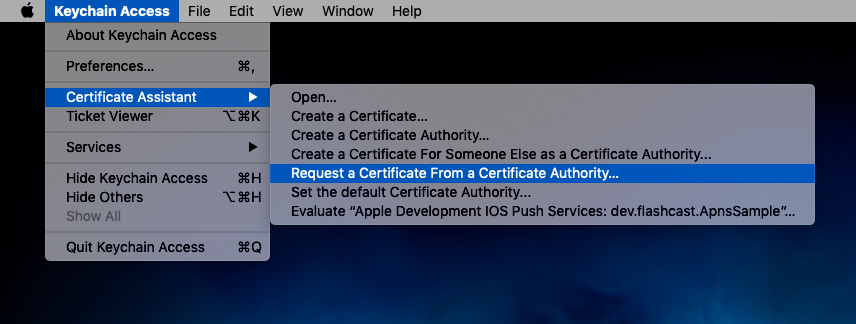 Keychain Access File Edit View Window Help
About Keychain Access
Preferences... ⌘,
Certificate Assistant ▶
Ticket Viewer ⌥⌘K
Services ▶
Hide Keychain Access ⌘H
Hide Others ⌥⌘H
Show All
Quit Keychain Access ⌘Q
Open...
Create a Certificate...
Create a Certificate Authority...
Create a Certificate For Someone Else as a Certificate Authority...
Request a Certificate From a Certificate Authority...
Set the default Certificate Authority...
Evaluate “Apple Development IOS Push Services: dev.flashcast.ApnsSample”...